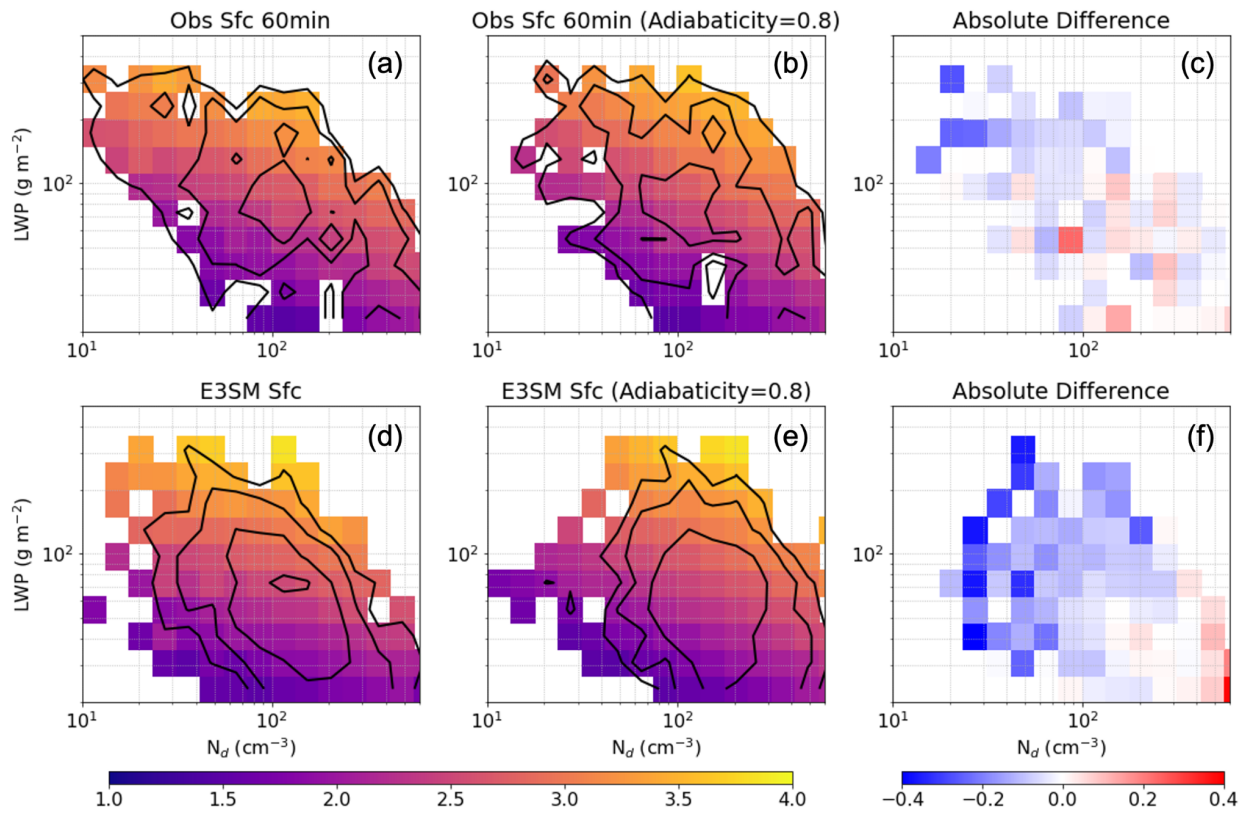 Obs Sfc 60min
Obs Sfc 60min (Adiabaticity=0.8)
Absolute Difference
(a)
(b)
(c)
LWP (g m⁻²)
10²
10²
10²
10¹
10²
10¹
10²
10¹
10²
E3SM Sfc
E3SM Sfc (Adiabaticity=0.8)
Absolute Difference
(d)
(e)
(f)
LWP (g m⁻²)
10²
10²
10²
10¹
10²
10¹
10²
10¹
10²
N_d (cm⁻³)
N_d (cm⁻³)
N_d (cm⁻³)
1.0
1.5
2.0
2.5
3.0
3.5
4.0
−0.4
−0.2
0.0
0.2
0.4